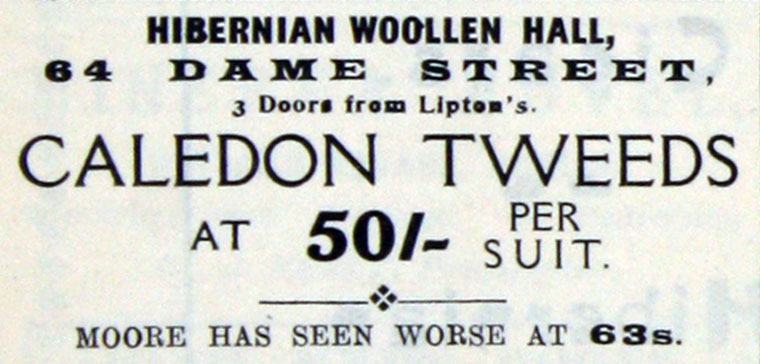 HIBERNIAN WOOLLEN HALL,
64 DAME STREET,
3 Doors from Lipton's.
CALEDON TWEEDS
AT 50/- PER SUIT.
MOORE HAS SEEN WORSE AT 63s.